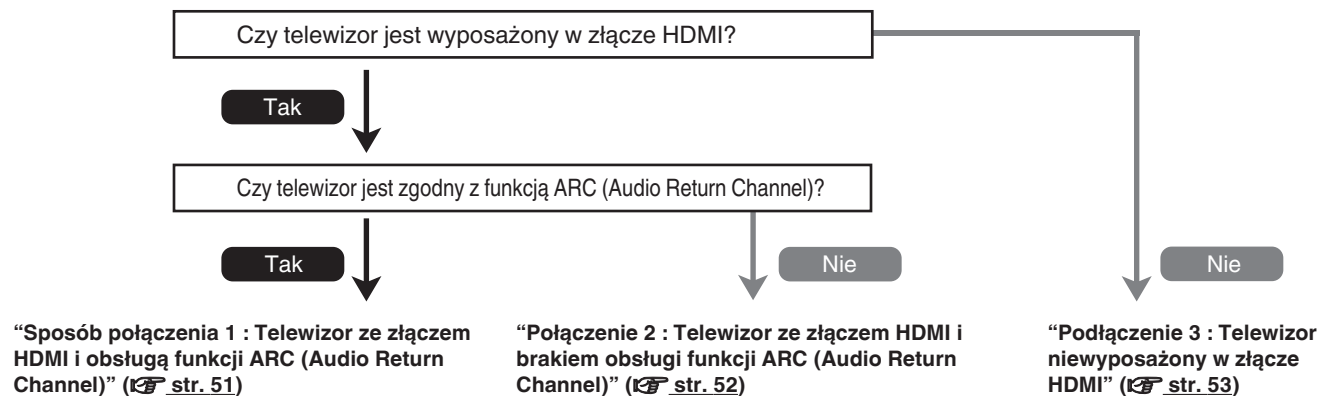 Czy telewizor jest wyposażony w złącze HDMI?
Tak
Czy telewizor jest zgodny z funkcją ARC (Audio Return Channel)?
Tak
Nie
Nie
“Sposób połączenia 1 : Telewizor ze złączem
HDMI i obsługą funkcji ARC (Audio Return
Channel)” (☞ str. 51)
“Połączenie 2 : Telewizor ze złączem HDMI i
brakiem obsługi funkcji ARC (Audio Return
Channel)” (☞ str. 52)
“Podłączenie 3 : Telewizor
niewyposażony w złącze
HDMI” (☞ str. 53)